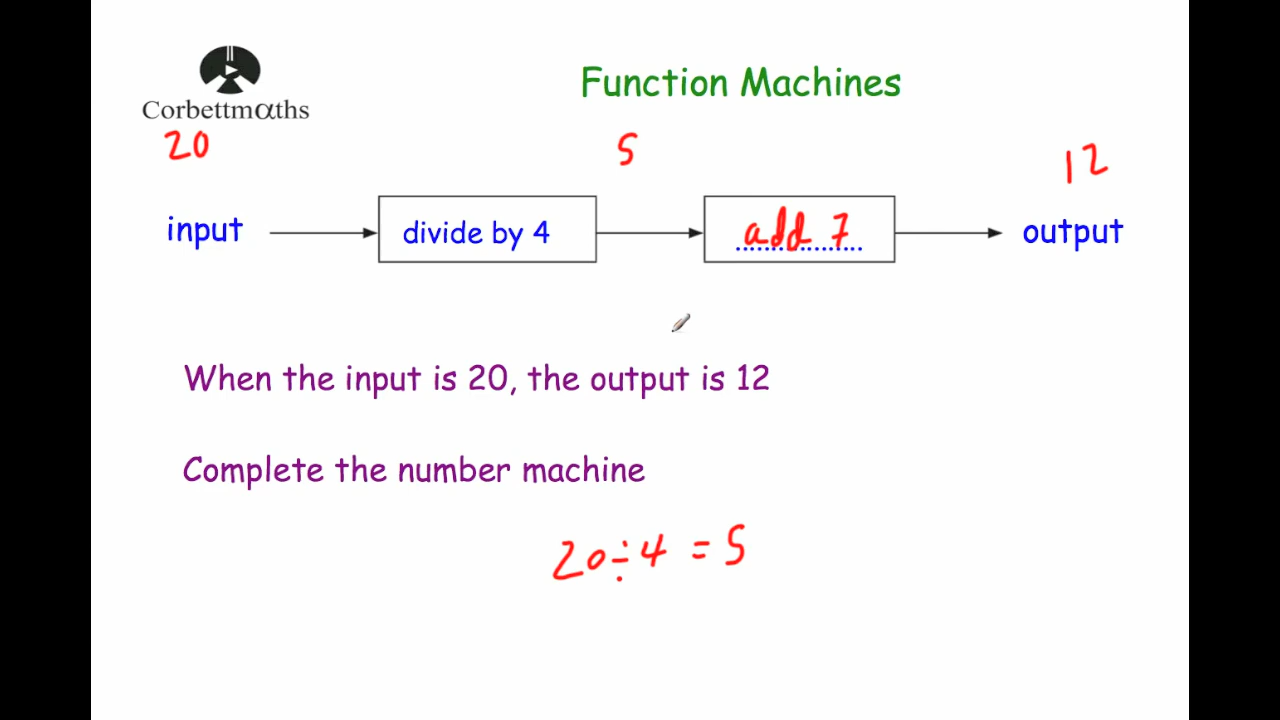 Function Machines
Corbettmαths
20 5 12
input divide by 4 add 7 output
When the input is 20, the output is 12
Complete the number machine
20÷4 = 5